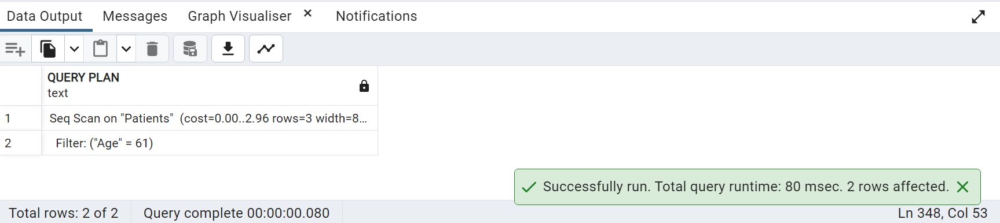 Data Output Messages Graph Visualiser × Notifications
QUERY PLAN
text
1 Seq Scan on "Patients" (cost=0.00..2.96 rows=3 width=8...
2 Filter: ("Age" = 61)
Successfully run. Total query runtime: 80 msec. 2 rows affected.
Total rows: 2 of 2 Query complete 00:00:00.080 Ln 348, Col 53